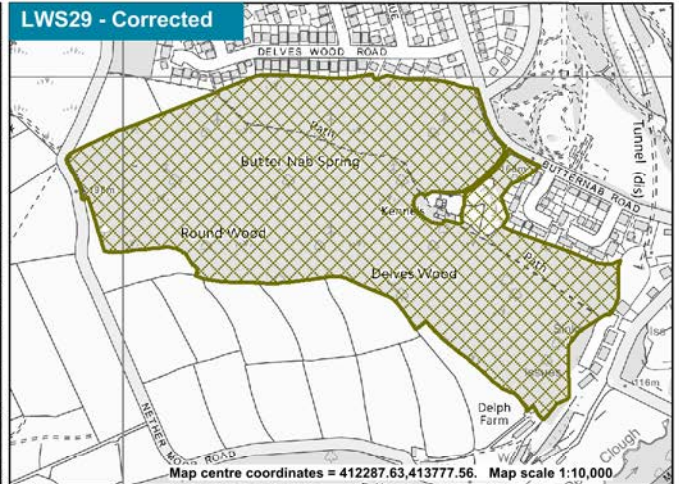 LWS29 - Corrected
DELVES WOOD ROAD
Tunnel (dis)
Path
Butter Nab Spring
BUTTERNAB ROAD
Kennels
Round Wood
Delves Wood
Path
116m
Delph
Farm
NETHER MOOR ROAD
Clough
Map centre coordinates = 412287.63,413777.56. Map scale 1:10,000